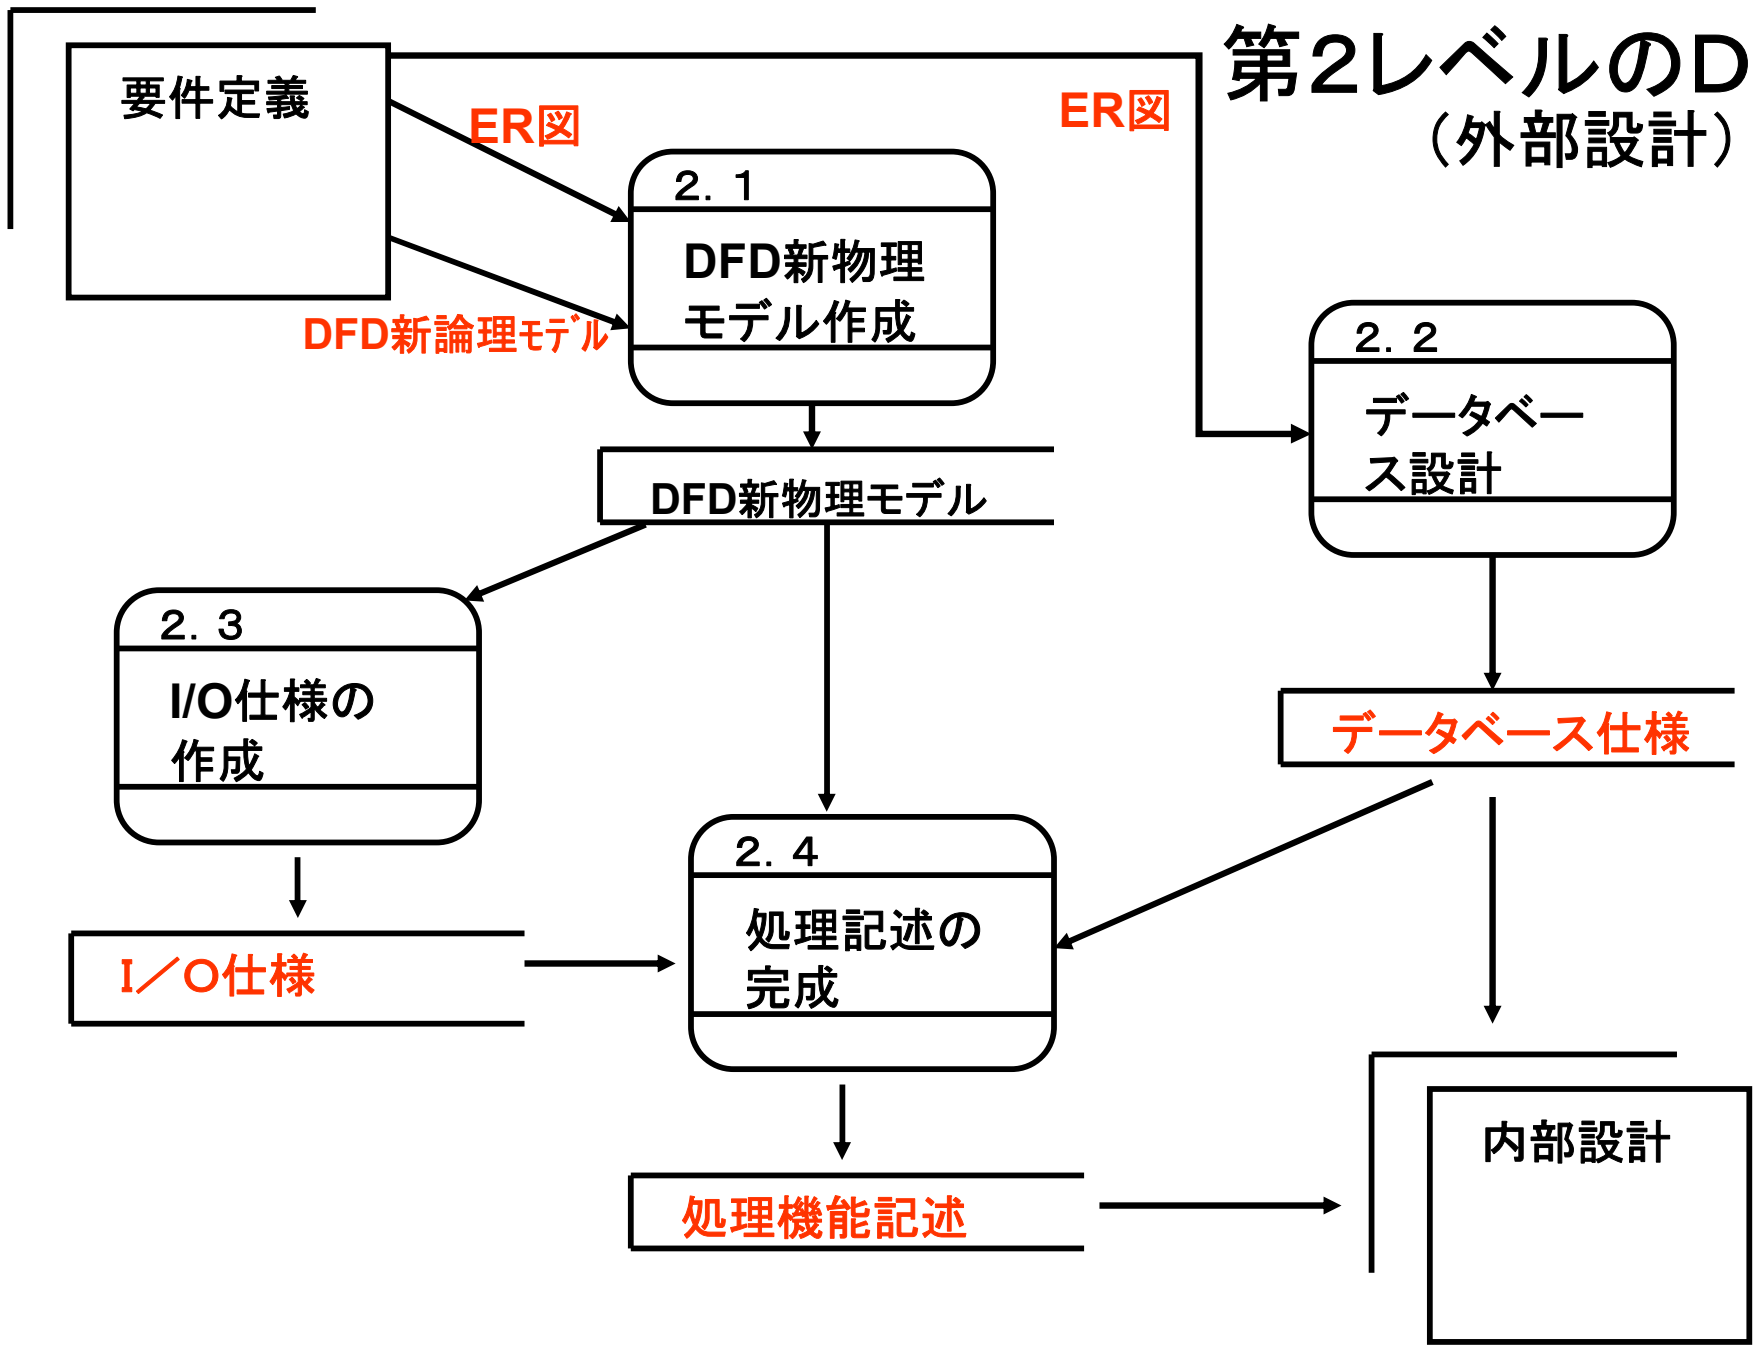 第2レベルのD
（外部設計）
要件定義
ER図
ER図
2．1
DFD新物理
モデル作成
DFD新論理モデル
2．2
データベー
ス設計
DFD新物理モデル
2．3
I/O仕様の
作成
データベース仕様
2．4
処理記述の
完成
I／O仕様
内部設計
処理機能記述